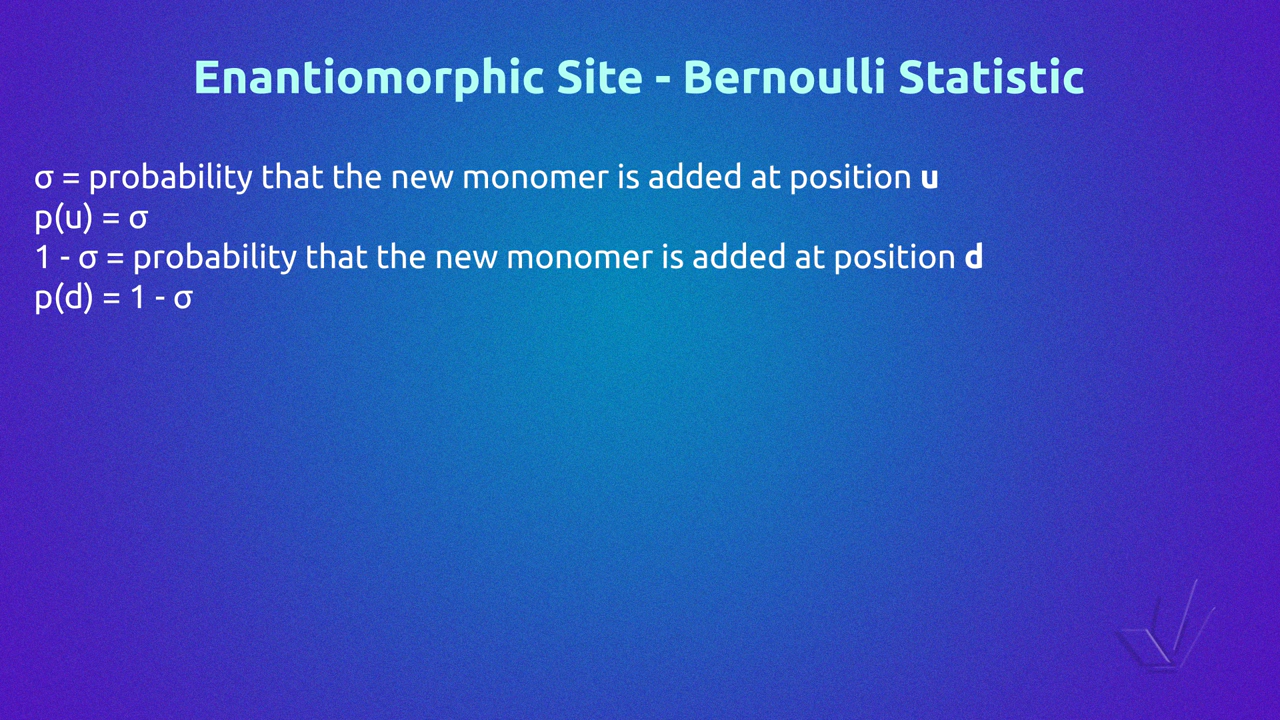 Enantiomorphic Site - Bernoulli Statistic
σ = probability that the new monomer is added at position u
p(u) = σ
1 - σ = probability that the new monomer is added at position d
p(d) = 1 - σ